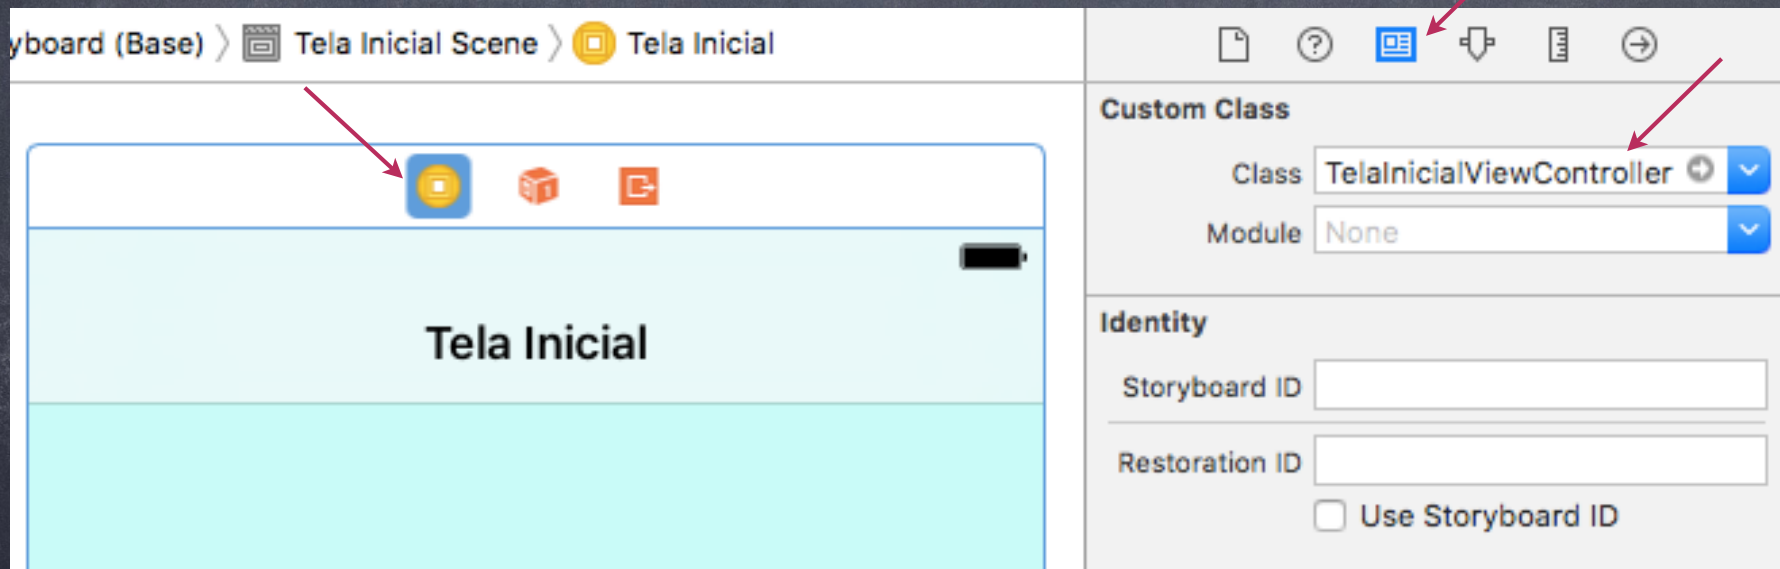 yboard (Base) 〉 Tela Inicial Scene 〉 Tela Inicial
Tela Inicial
Custom Class
Class TelaInicialViewController
Module None
Identity
Storyboard ID
Restoration ID
Use Storyboard ID